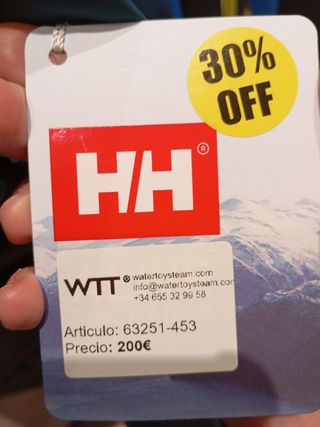 30%
OFF
H/H®
WTT® watertoysteam.com
info@watertoysteam.com
+34 655 32 99 58
Articulo: 63251-453
Precio: 200€